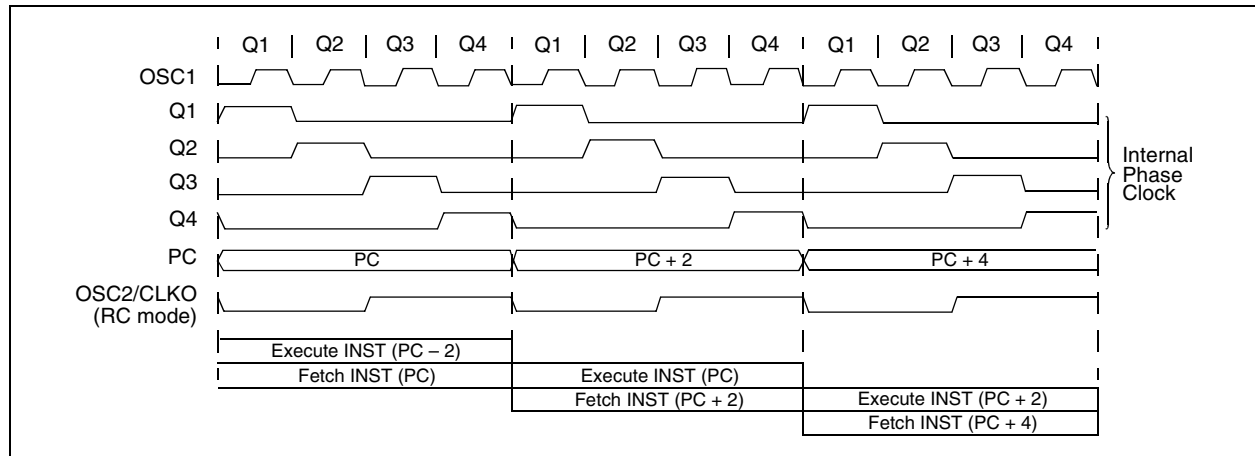 Q1 Q2 Q3 Q4 Q1 Q2 Q3 Q4 Q1 Q2 Q3 Q4
OSC1
Q1
Q2
Q3
Q4
Internal
Phase
Clock
PC PC PC + 2 PC + 4
OSC2/CLKO
(RC mode)
Execute INST (PC – 2)
Fetch INST (PC) Execute INST (PC)
Fetch INST (PC + 2) Execute INST (PC + 2)
Fetch INST (PC + 4)